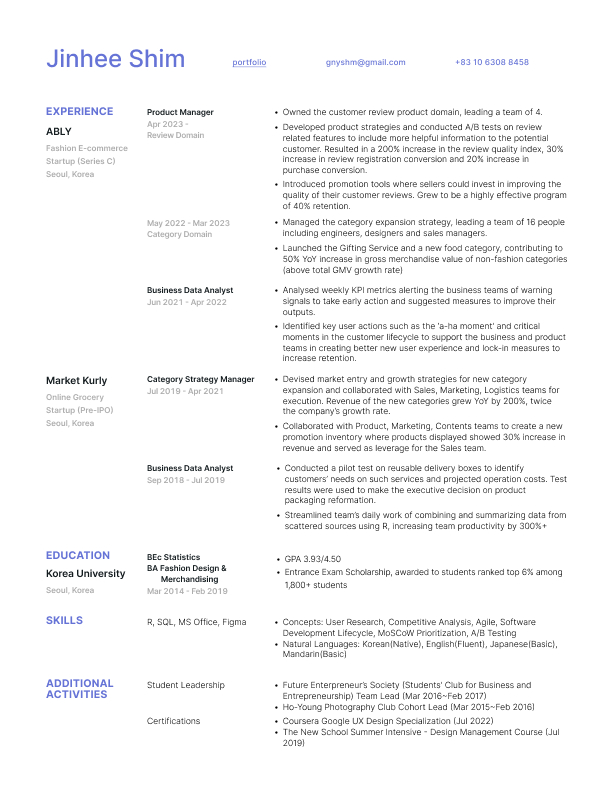 Jinhee Shim
portfolio
gnyshm@gmail.com
+83 10 6308 8458
EXPERIENCE
ABLY
Fashion E-commerce
Startup (Series C)
Seoul, Korea
Product Manager
Apr 2023 -
Review Domain
• Owned the customer review product domain, leading a team of 4.
• Developed product strategies and conducted A/B tests on review
related features to include more helpful information to the potential
customer. Resulted in a 200% increase in the review quality index, 30%
increase in review registration conversion and 20% increase in
purchase conversion.
• Introduced promotion tools where sellers could invest in improving the
quality of their customer reviews. Grew to be a highly effective program
of 40% retention.
May 2022 - Mar 2023
Category Domain
• Managed the category expansion strategy, leading a team of 16 people
including engineers, designers and sales managers.
• Launched the Gifting Service and a new food category, contributing to
50% YoY increase in gross merchandise value of non-fashion categories
(above total GMV growth rate)
Business Data Analyst
Jun 2021 - Apr 2022
• Analysed weekly KPI metrics alerting the business teams of warning
signals to take early action and suggested measures to improve their
outputs.
• Identified key user actions such as the 'a-ha moment' and critical
moments in the customer lifecycle to support the business and product
teams in creating better new user experience and lock-in measures to
increase retention.
Market Kurly
Online Grocery
Startup (Pre-IPO)
Seoul, Korea
Category Strategy Manager
Jul 2019 - Apr 2021
• Devised market entry and growth strategies for new category
expansion and collaborated with Sales, Marketing, Logistics teams for
execution. Revenue of the new categories grew YoY by 200%, twice
the company's growth rate.
• Collaborated with Product, Marketing, Contents teams to create a new
promotion inventory where products displayed showed 30% increase in
revenue and served as leverage for the Sales team.
Business Data Analyst
Sep 2018 - Jul 2019
• Conducted a pilot test on reusable delivery boxes to identify
customers' needs on such services and projected operation costs. Test
results were used to make the executive decision on product
packaging reformation.
• Streamlined team's daily work of combining and summarizing data from
scattered sources using R, increasing team productivity by 300%+
EDUCATION
Korea University
Seoul, Korea
BEc Statistics
BA Fashion Design &
Merchandising
Mar 2014 - Feb 2019
• GPA 3.93/4.50
• Entrance Exam Scholarship, awarded to students ranked top 6% among
1,800+ students
SKILLS
R, SQL, MS Office, Figma
• Concepts: User Research, Competitive Analysis, Agile, Software
Development Lifecycle, MoSCoW Prioritization, A/B Testing
• Natural Languages: Korean(Native), English(Fluent), Japanese(Basic),
Mandarin(Basic)
ADDITIONAL
ACTIVITIES
Student Leadership
• Future Enterpreneur's Society (Students' Club for Business and
Entrepreneurship) Team Lead (Mar 2016~Feb 2017)
• Ho-Young Photography Club Cohort Lead (Mar 2015~Feb 2016)
Certifications
• Coursera Google UX Design Specialization (Jul 2022)
• The New School Summer Intensive - Design Management Course (Jul
2019)